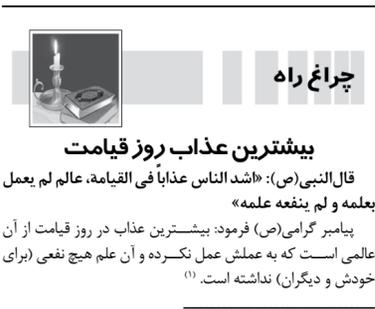 چراغ راه
بیشترین عذاب روز قیامت
قال‌النبی(ص): «اشد الناس عذاباً فی القیامة، عالم لم یعمل
بعلمه و لم ینفعه علمه»
پیامبر گرامی(ص) فرمود: بیشترین عذاب در روز قیامت از آن
عالمی است که به عملش عمل نکرده و آن علم هیچ نفعی (برای
خودش و دیگران) نداشته است. (۱)